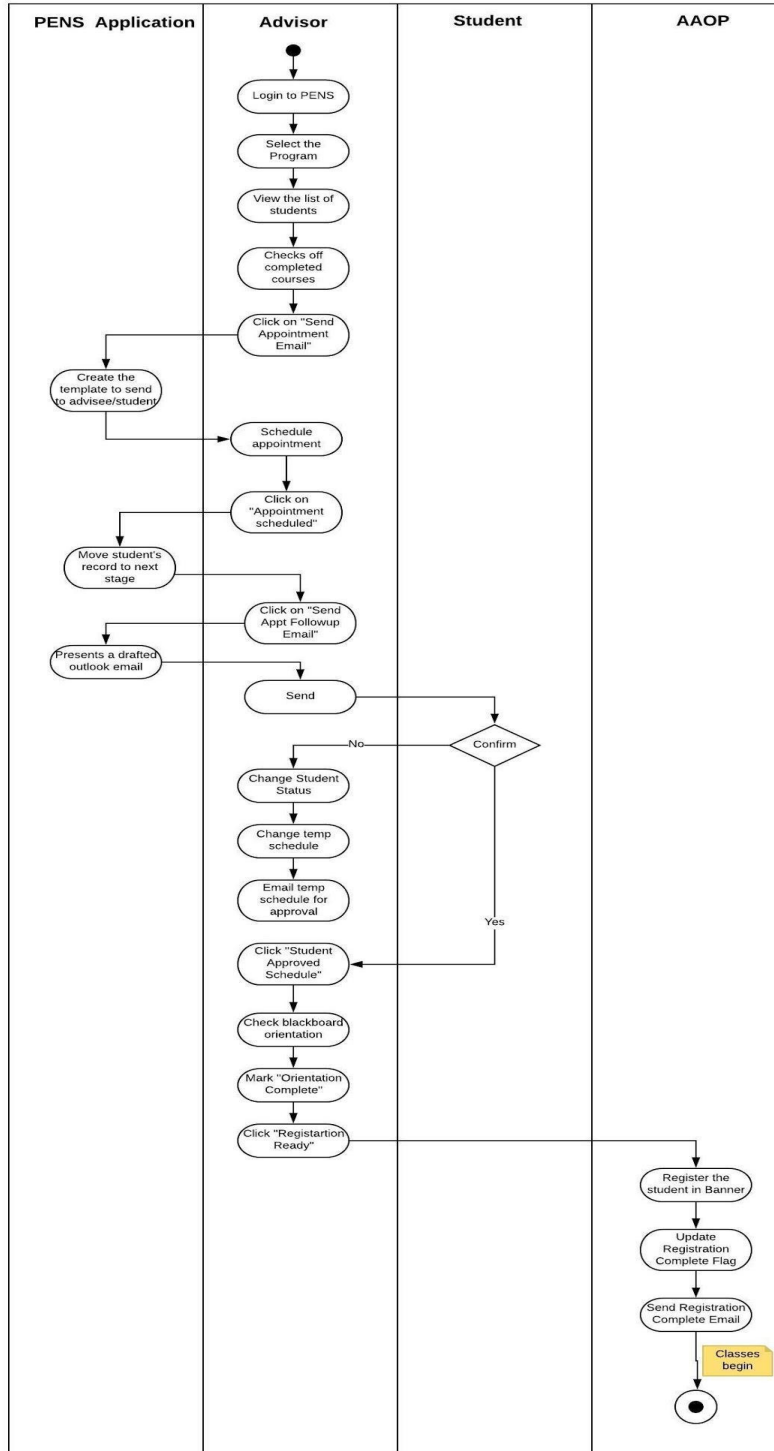 PENS Application
Advisor
Student
AAOP
Login to PENS
Select the
Program
View the list of
students
Checks off
completed
courses
Click on "Send
Appointment
Email"
Create the
template to send
to advisee/student
Schedule
appointment
Click on
"Appointment
scheduled"
Move student's
record to next
stage
Click on "Send
Appt Followup
Email"
Presents a drafted
outlook email
Send
Confirm
No
Change Student
Status
Change temp
schedule
Email temp
schedule for
approval
Yes
Click "Student
Approved
Schedule"
Check blackboard
orientation
Mark "Orientation
Complete"
Click "Registartion
Ready"
Register the
student in Banner
Update
Registration
Complete Flag
Send Registration
Complete Email
Classes
begin